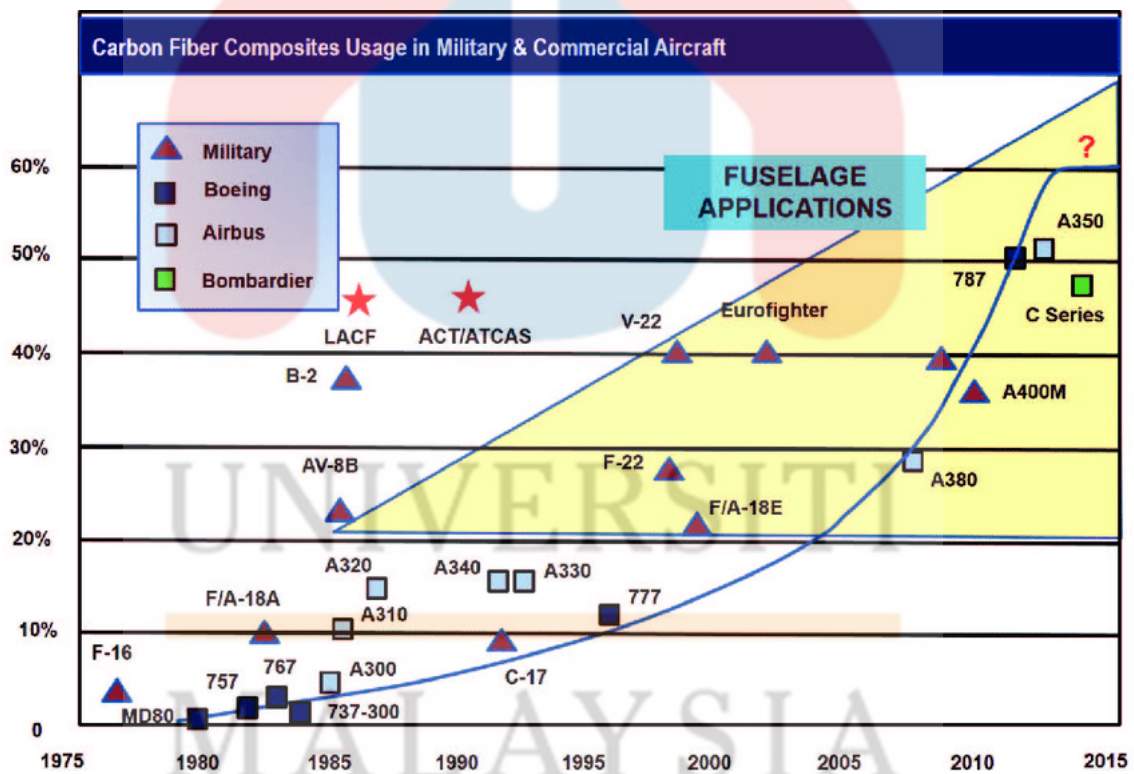 Carbon Fiber Composites Usage in Military & Commercial Aircraft
Military
Boeing
Airbus
Bombardier
FUSELAGE
APPLICATIONS
?
60%
50%
40%
30%
20%
10%
0
A350
787
C Series
LACF
ACT/ATCAS
V-22
Eurofighter
B-2
A400M
AV-8B
F-22
F/A-18E
A380
A320
A340
A330
F/A-18A
A310
777
F-16
757
767
A300
C-17
MD80
737-300
UNIVERSITI
MALAYSIA
1975
1980
1985
1990
1995
2000
2005
2010
2015